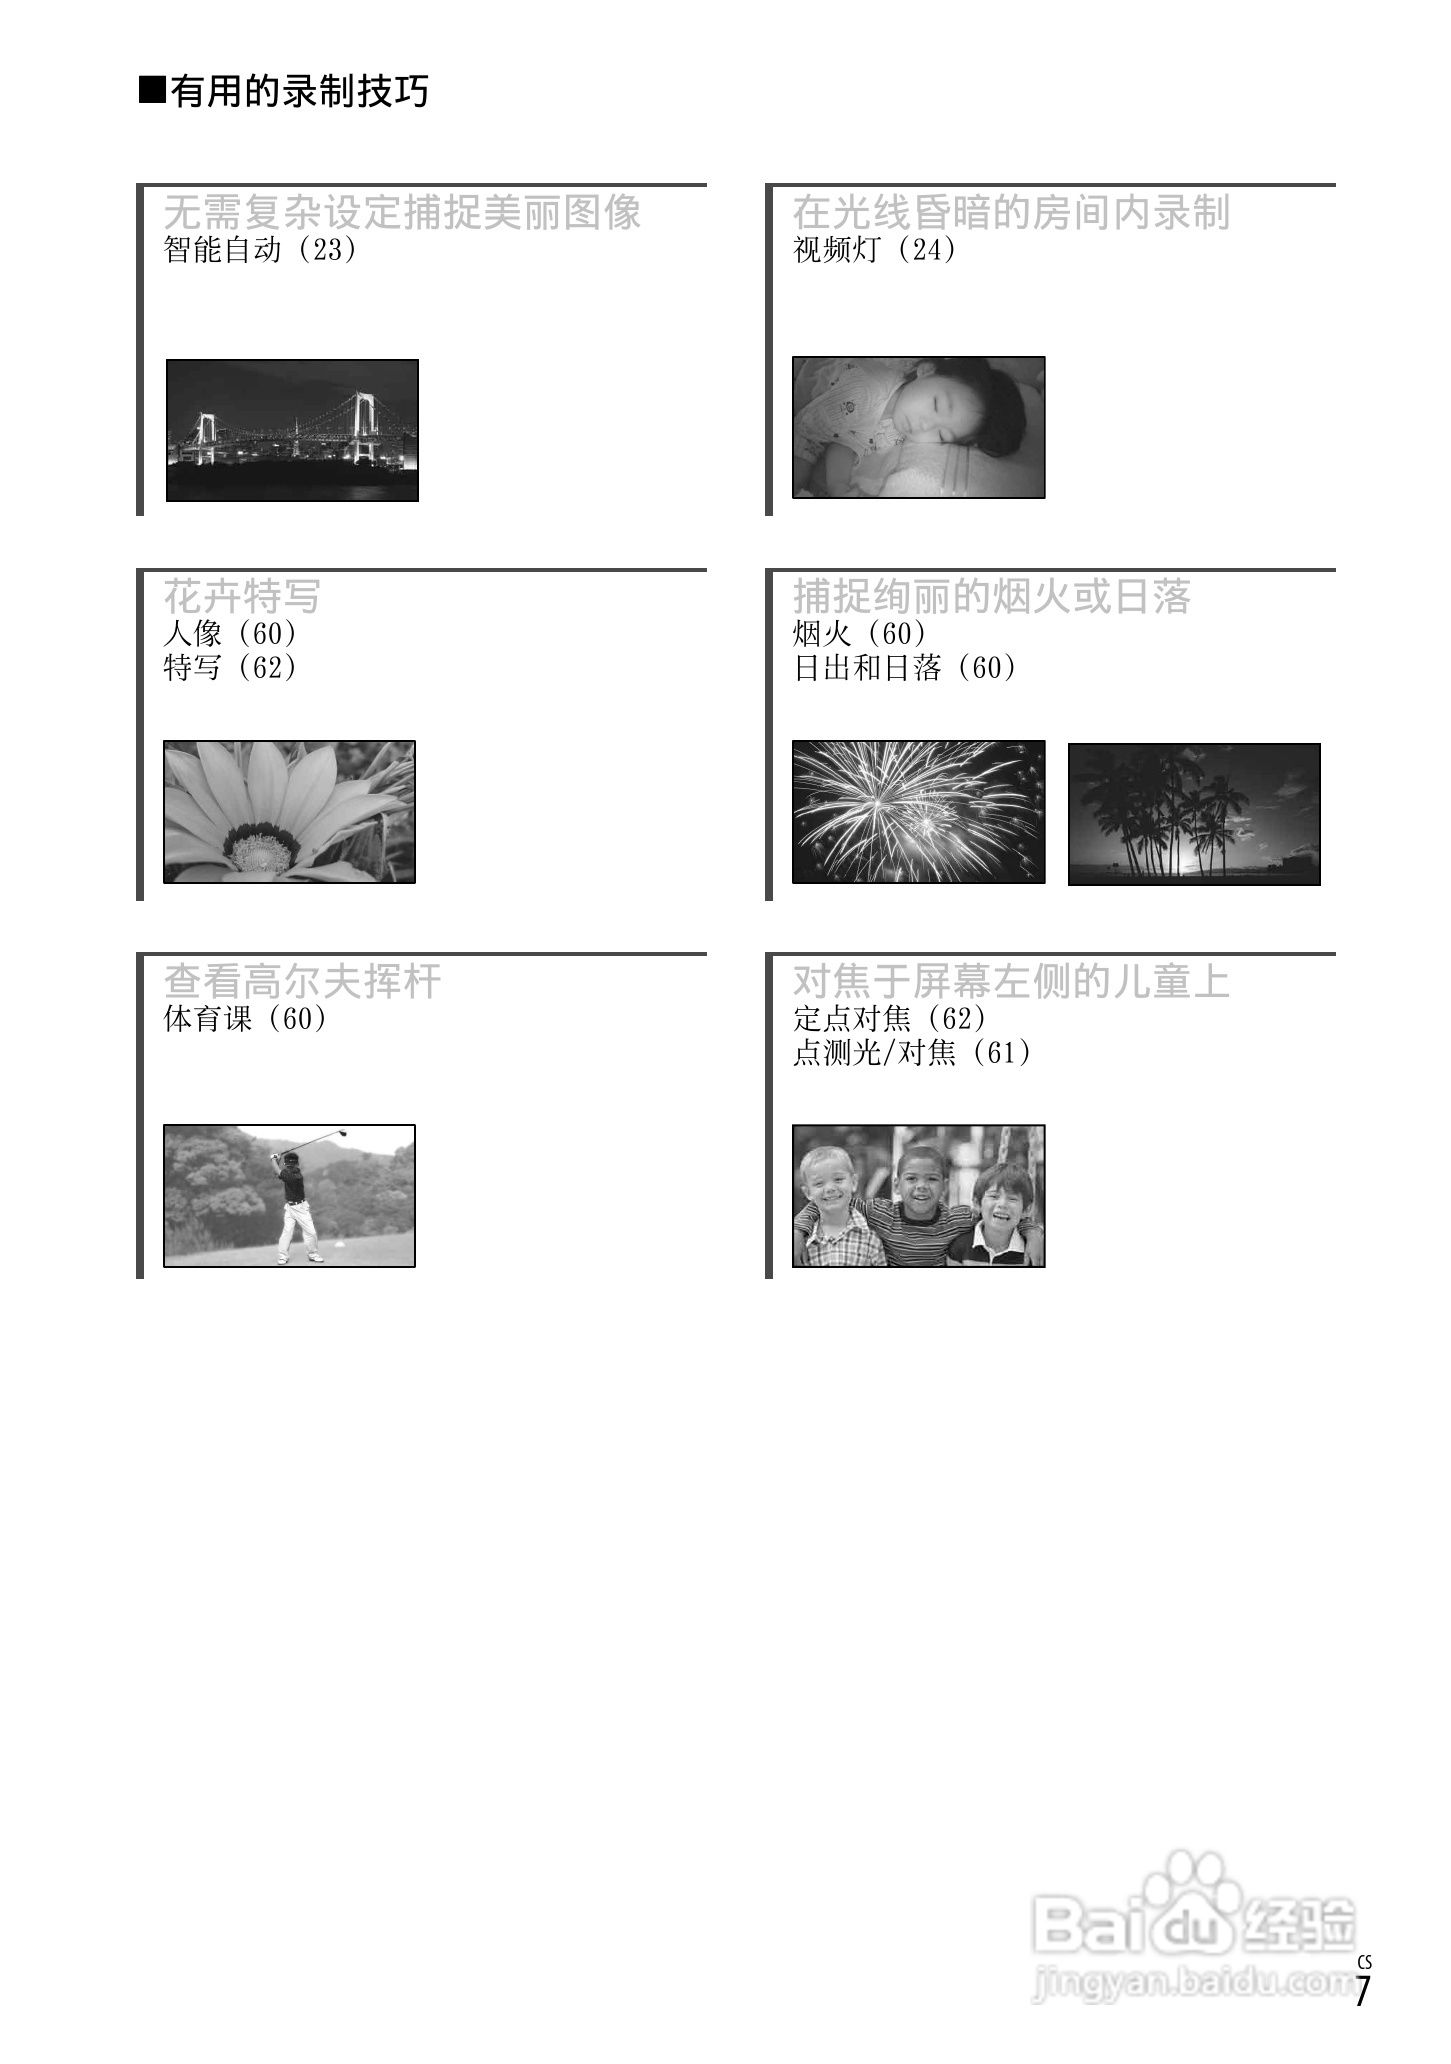 ■有用的录制技巧
无需复杂设定捕捉美丽图像
智能自动（23）
在光线昏暗的房间内录制
视频灯（24）
花卉特写
人像（60）
特写（62）
捕捉绚丽的烟火或日落
烟火（60）
日出和日落（60）
查看高尔夫挥杆
体育课（60）
对焦于屏幕左侧的儿童上
定点对焦（62）
点测光/对焦（61）
Baidu经验
jingyan.baidu.com
CS
7